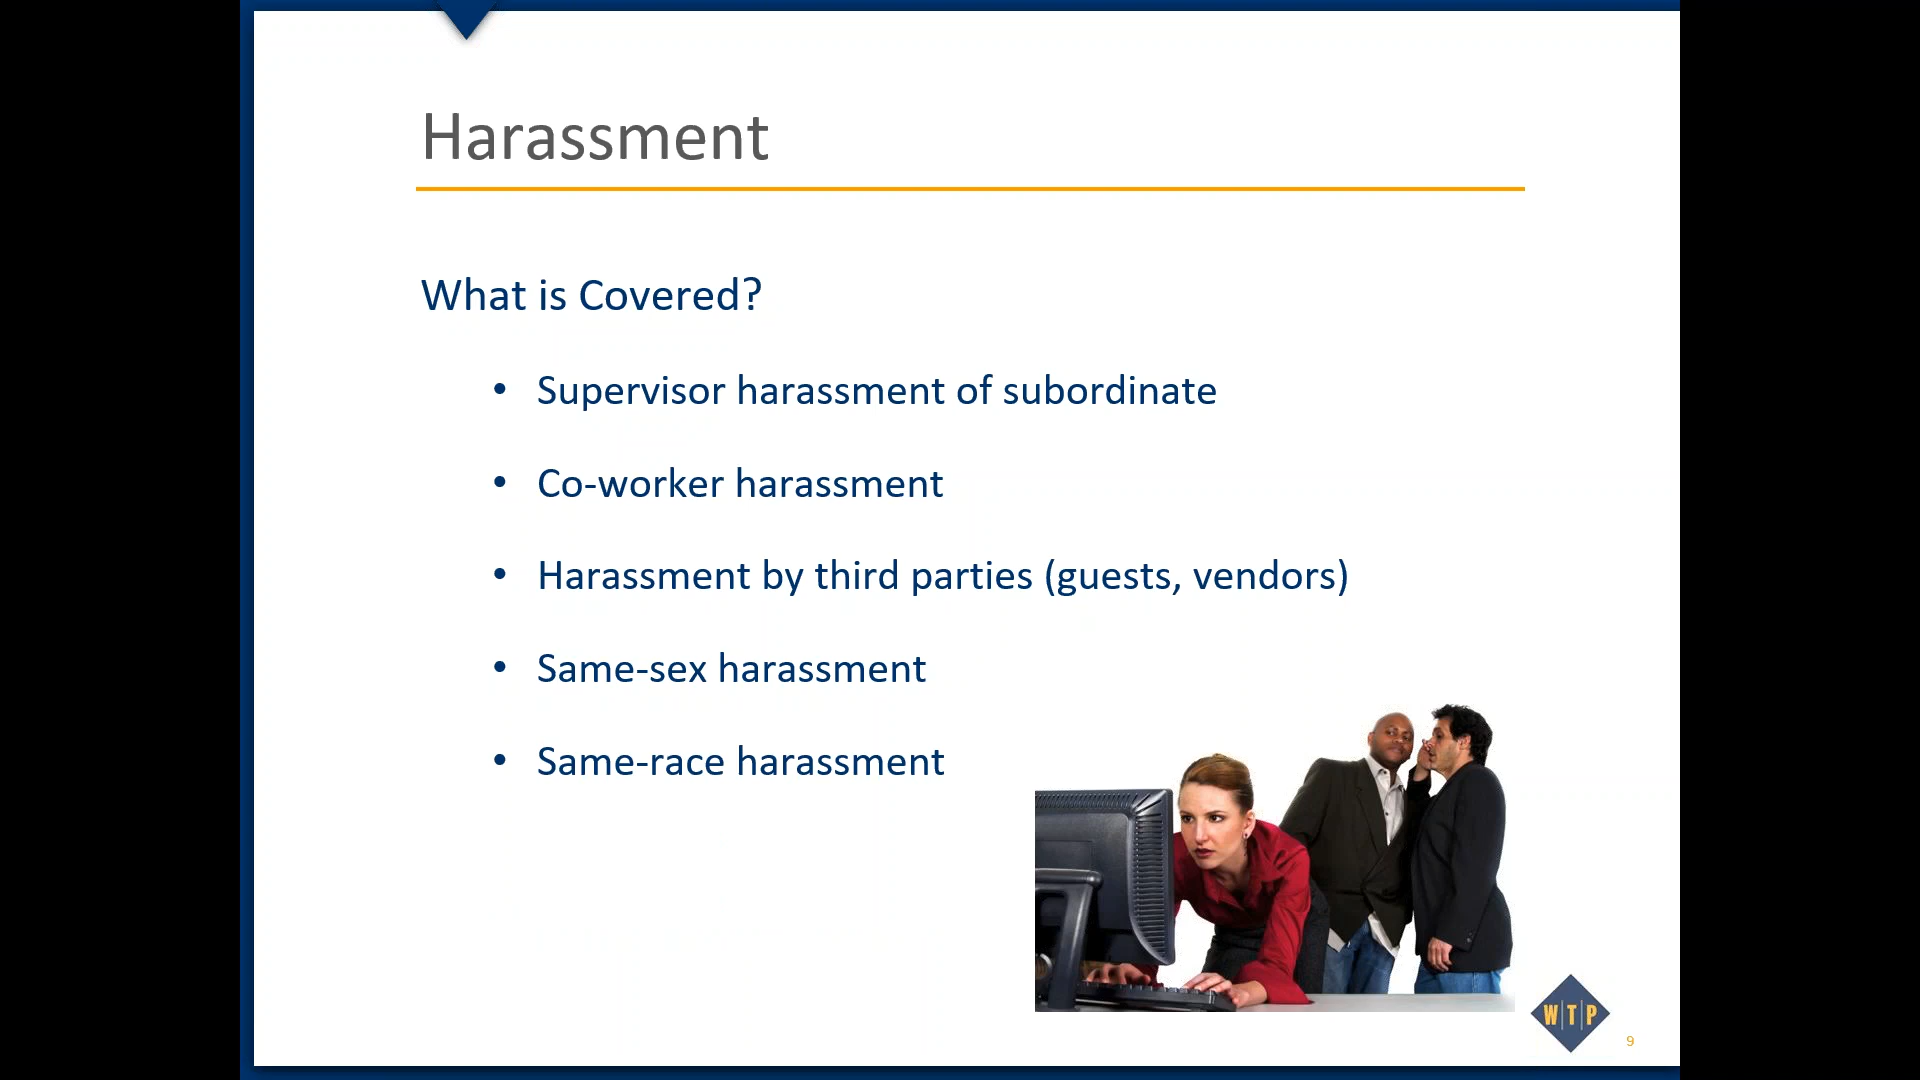 Harassment
What is Covered?
• Supervisor harassment of subordinate
• Co-worker harassment
• Harassment by third parties (guests, vendors)
• Same-sex harassment
• Same-race harassment
W|T|P
9